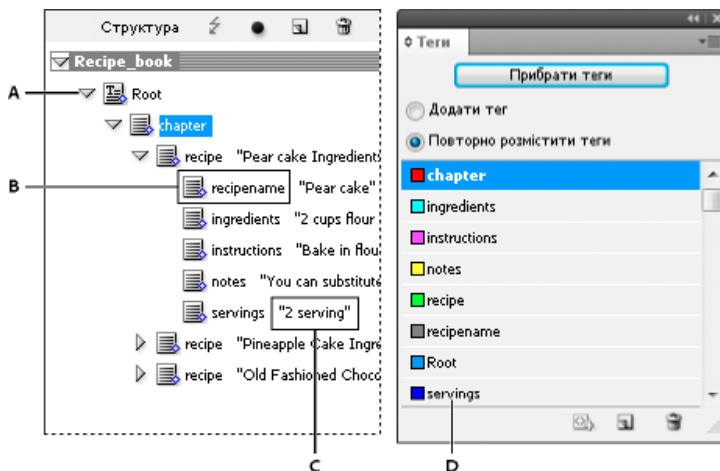 Структура
Recipe_book
A
Root
chapter
recipe "Pear cake Ingredients
B
recipename "Pear cake"
ingredients "2 cups flour
instructions "Bake in flou
notes "You can substitute
servings "2 serving"
recipe "Pineapple Cake Ingre
recipe "Old Fashioned Choco
C
Теги
Прибрати теги
Додати тег
Повторно розмістити теги
chapter
ingredients
instructions
notes
recipe
recipename
Root
servings
D